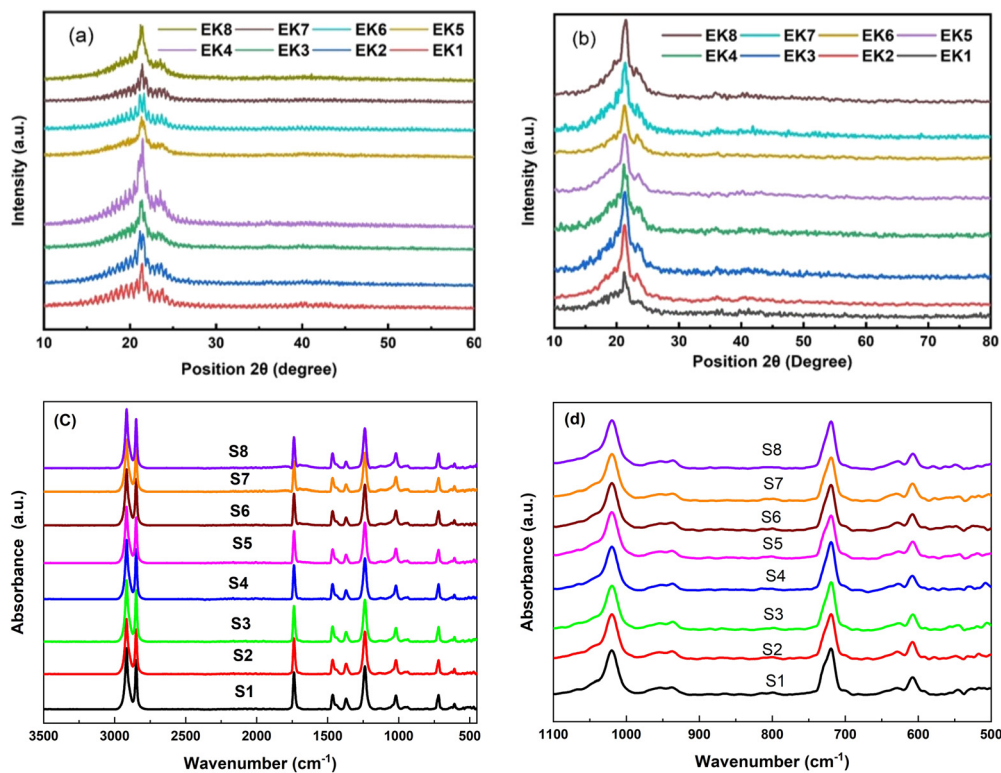 (a)
EK8 EK7 EK6 EK5
EK4 EK3 EK2 EK1
Intensity (a.u.)
10 20 30 40 50 60
Position 2θ (degree)
(b)
EK8 EK7 EK6 EK5
EK4 EK3 EK2 EK1
Intensity (a.u.)
10 20 30 40 50 60 70 80
Position 2θ (Degree)
(C)
S8
S7
S6
S5
S4
S3
S2
S1
Absorbance (a.u.)
3500 3000 2500 2000 1500 1000 500
Wavenumber (cm⁻¹)
(d)
S8
S7
S6
S5
S4
S3
S2
S1
Absorbance (a.u.)
1100 1000 900 800 700 600 500
Wavenumber (cm⁻¹)